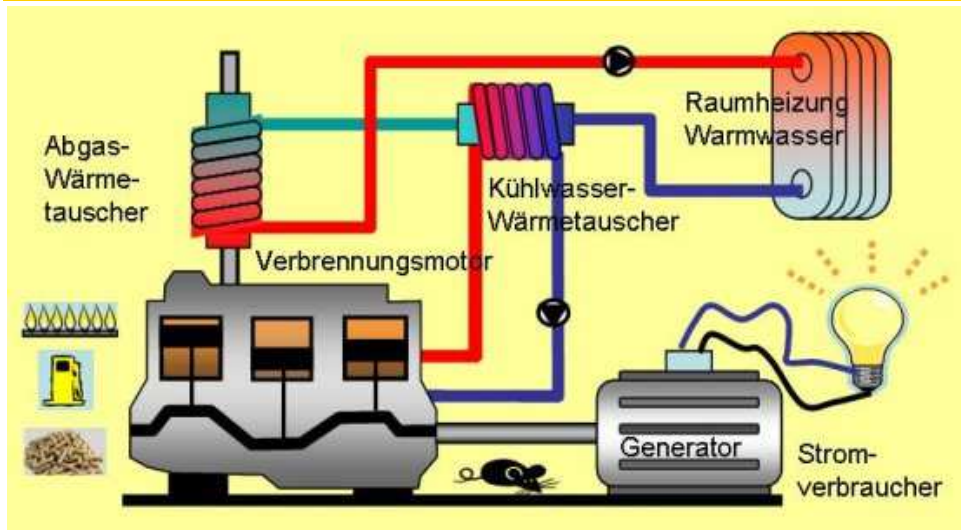 Abgas-
Wärme-
tauscher
Verbrennungsmotor
Kühlwasser-
Wärmetauscher
Raumheizung
Warmwasser
Generator
Strom-
verbraucher